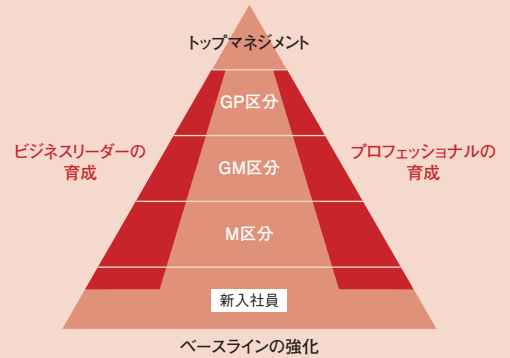 トップマネジメント
GP区分
ビジネスリーダーの
育成
GM区分
プロフェッショナルの
育成
M区分
新入社員
ベースラインの強化